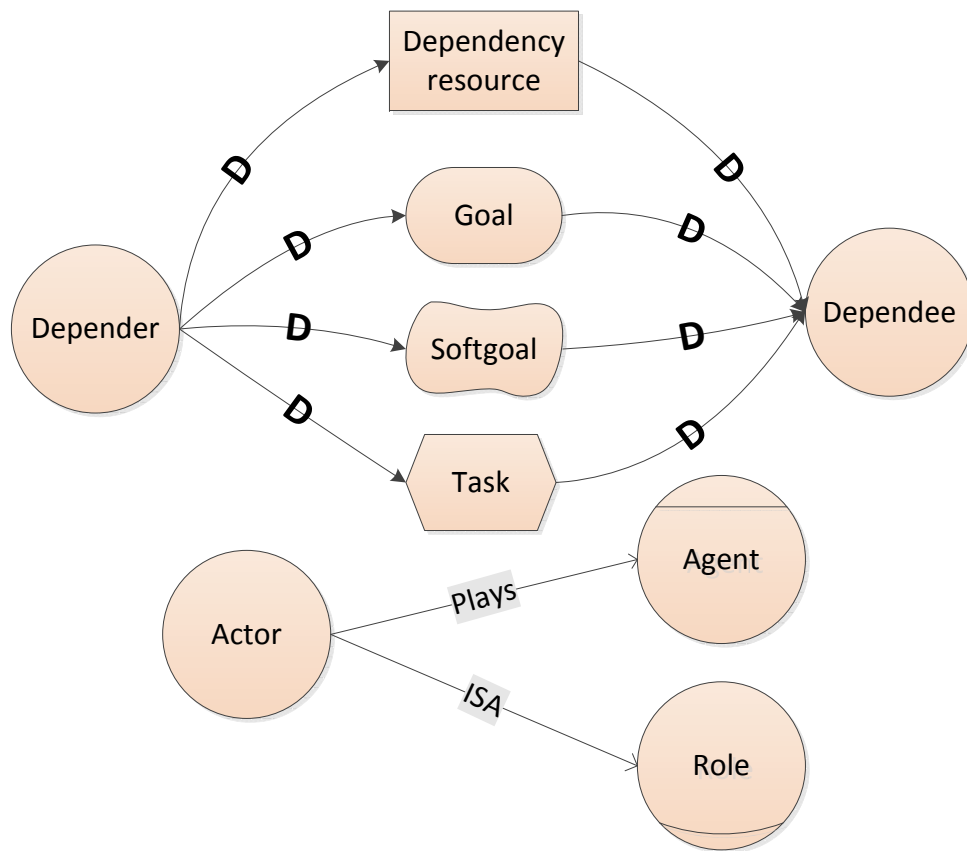 Dependency
resource
D
D
Goal
D
D
Depender
D
Softgoal
D
Dependee
D
Task
D
Agent
Plays
Actor
ISA
Role